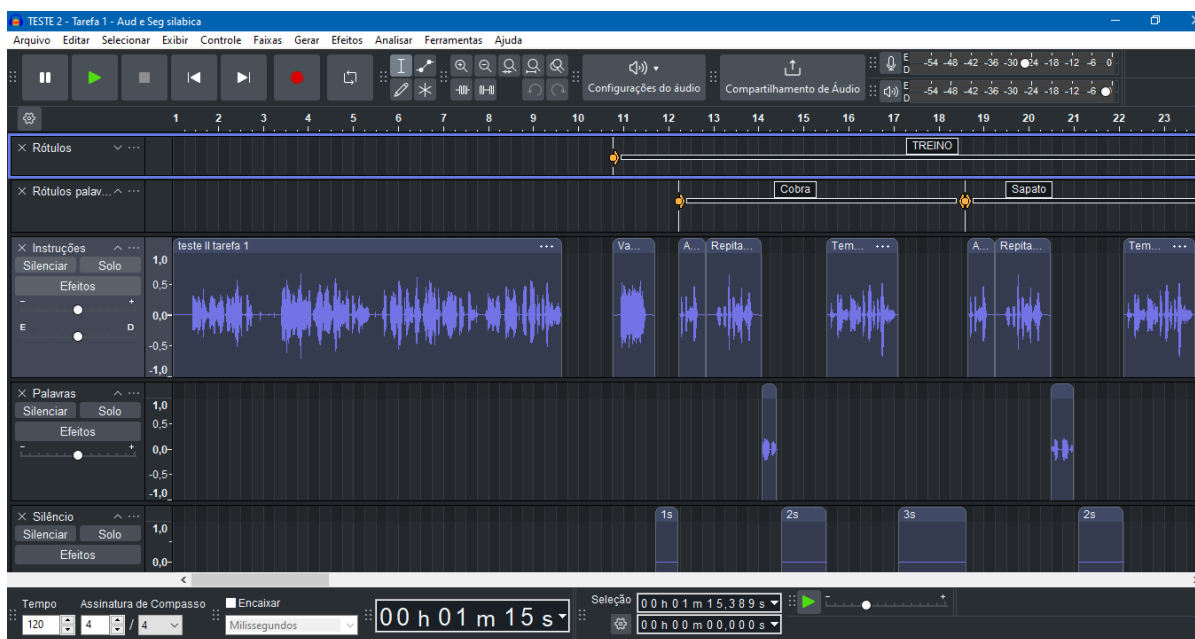 TESTE 2 - Tarefa 1 - Aud e Seg silabica
Arquivo Editar Selecionar Exibir Controle Faixas Gerar Efeitos Analisar Ferramentas Ajuda
Configurações do áudio
Compartilhamento de Áudio
E D -54 -48 -42 -36 -30 -24 -18 -12 -6 0
E D -54 -48 -42 -36 -30 -24 -18 -12 -6
1 2 3 4 5 6 7 8 9 10 11 12 13 14 15 16 17 18 19 20 21 22 23
Rótulos
TREINO
Rótulos palav...
Cobra Sapato
Instruções
teste II tarefa 1 ... Va... A... Repita... Tem... ... A... Repita... Tem... ...
Silenciar Solo
Efeitos
- +
E D
1,0
0,5-
0,0-
-0,5-
-1,0
Palavras
Silenciar Solo
Efeitos
- +
1,0
0,5-
0,0-
-0,5-
-1,0
Silêncio
1s 2s 3s 2s
Silenciar Solo
Efeitos
1,0
0,0-
Tempo Assinatura de Compasso
120 4 / 4
Encaixar
Milissegundos
00 h 01 m 15 s
Seleção
00 h 01 m 15,389 s
00 h 00 m 00,000 s
- +